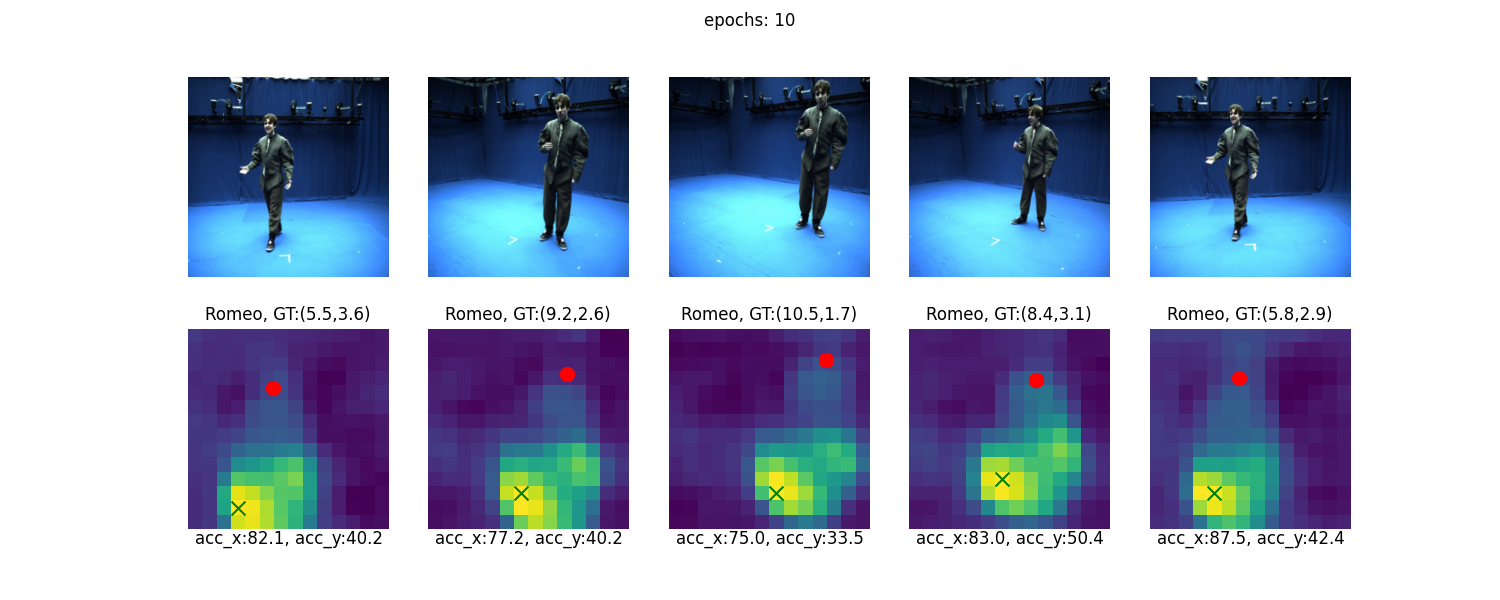 epochs: 10
Romeo, GT:(5.5,3.6)
Romeo, GT:(9.2,2.6)
Romeo, GT:(10.5,1.7)
Romeo, GT:(8.4,3.1)
Romeo, GT:(5.8,2.9)
acc_x:82.1, acc_y:40.2
acc_x:77.2, acc_y:40.2
acc_x:75.0, acc_y:33.5
acc_x:83.0, acc_y:50.4
acc_x:87.5, acc_y:42.4